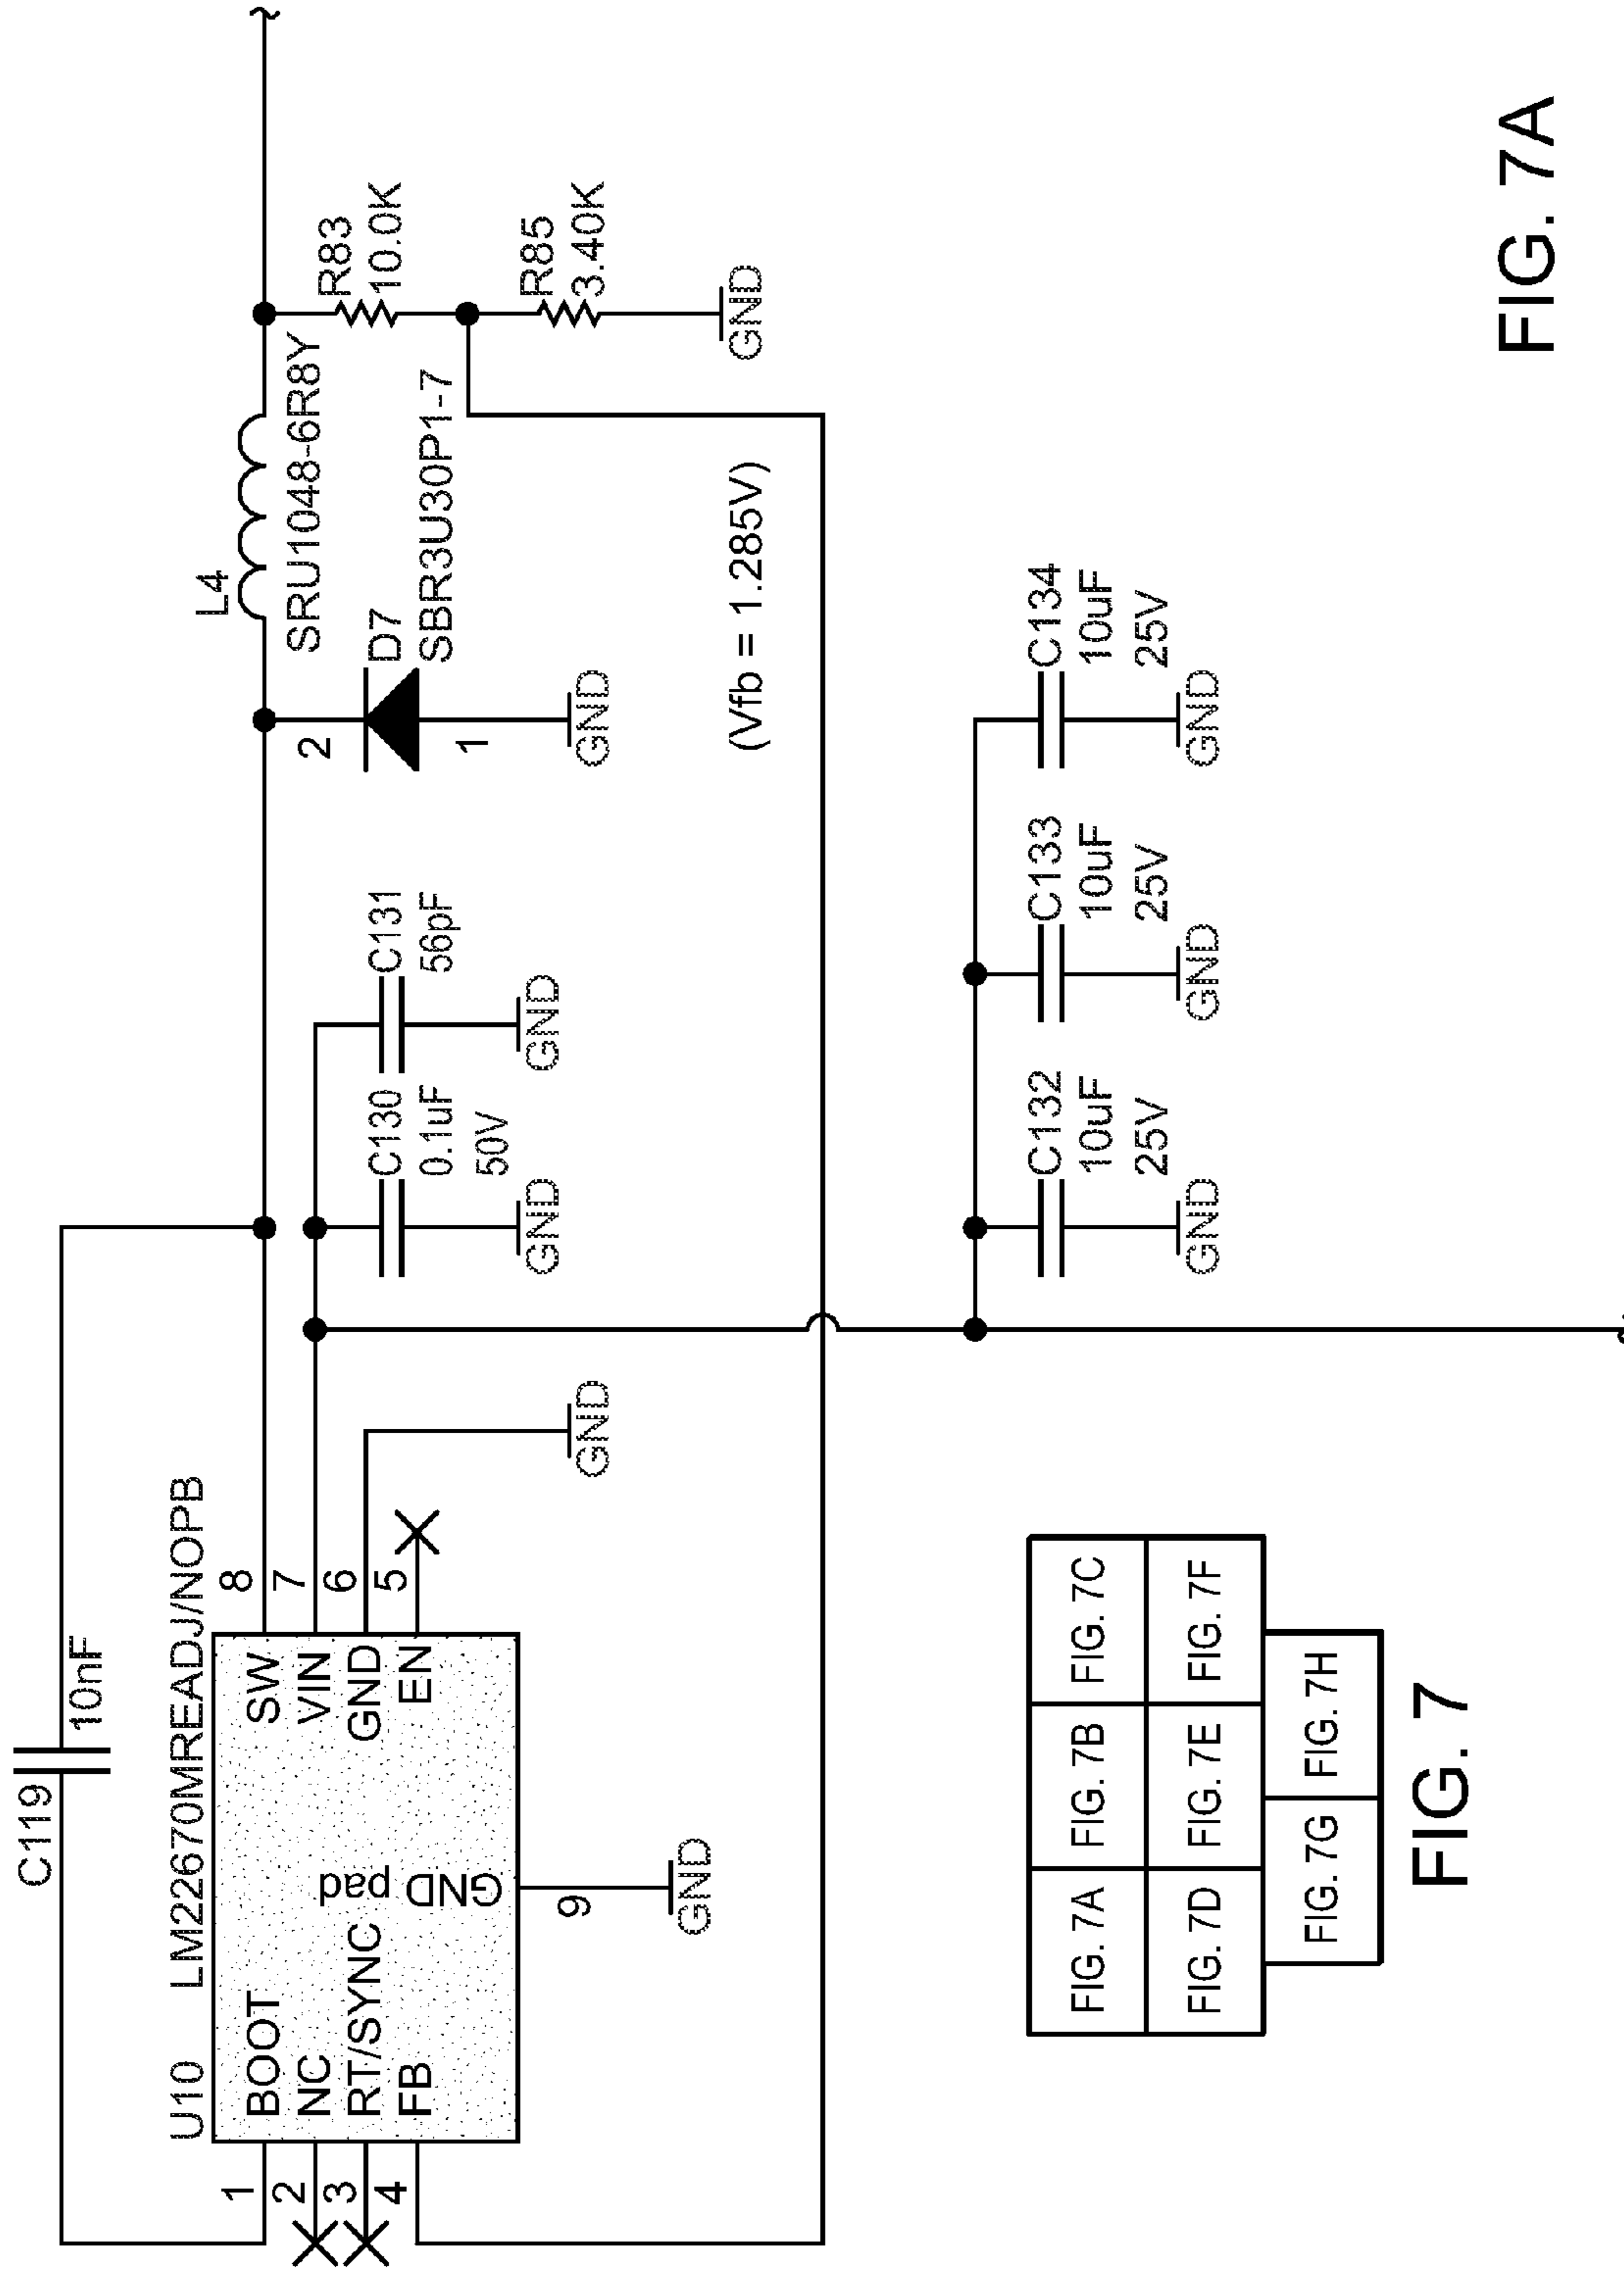 C119
10nF
U10 LM22670MREADJ/NOPB
1
BOOT
SW
8
2
NC
VIN
7
3
RT/SYNC
GND
6
4
FB
EN
5
GND pad
9
GND
GND
C130
0.1uF
50V
GND
C131
56pF
GND
L4
SRU1048-6R8Y
2
D7
SBR3U30P1-7
1
GND
R83
10.0K
R85
3.40K
GND
(Vfb = 1.285V)
C132
10uF
25V
GND
C133
10uF
25V
GND
C134
10uF
25V
GND
FIG. 7A FIG. 7B FIG. 7C
FIG. 7D FIG. 7E FIG. 7F
FIG. 7G FIG. 7H
FIG. 7
FIG. 7A